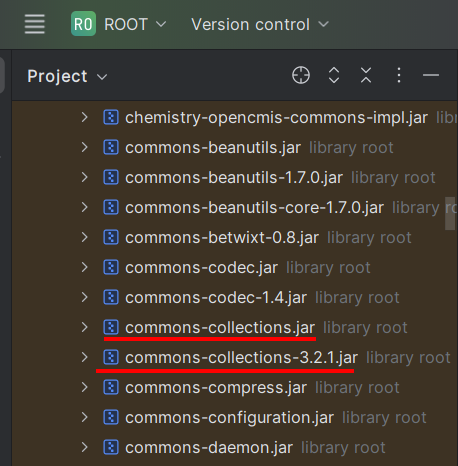 RO ROOT Version control
Project
chemistry-opencmis-commons-impl.jar
commons-beanutils.jar library root
commons-beanutils-1.7.0.jar library root
commons-beanutils-core-1.7.0.jar library
commons-betwixt-0.8.jar library root
commons-codec.jar library root
commons-codec-1.4.jar library root
commons-collections.jar library root
commons-collections-3.2.1.jar library root
commons-compress.jar library root
commons-configuration.jar library root
commons-daemon.jar library root